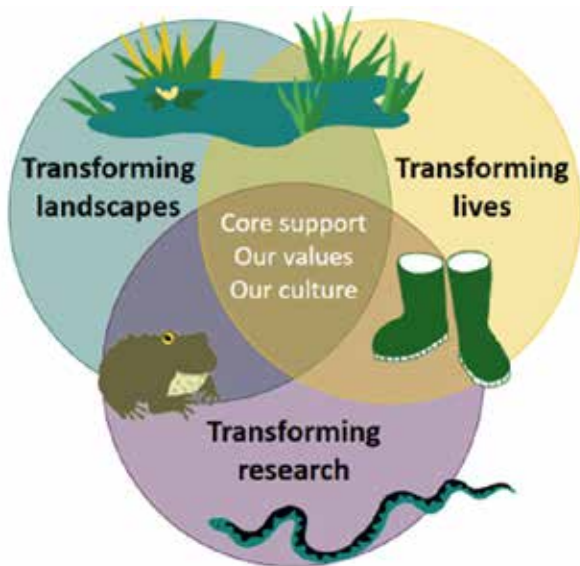 Transforming
landscapes
Transforming
lives
Core support
Our values
Our culture
Transforming
research